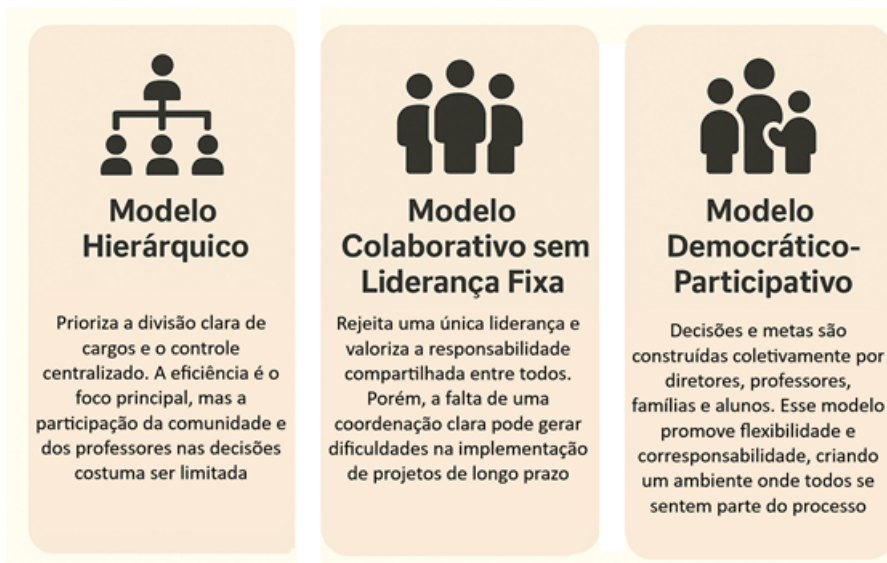 Modelo
Hierárquico
Prioriza a divisão clara de
cargos e o controle
centralizado. A eficiência é o
foco principal, mas a
participação da comunidade e
dos professores nas decisões
costuma ser limitada
Modelo
Colaborativo sem
Liderança Fixa
Rejeita uma única liderança e
valoriza a responsabilidade
compartilhada entre todos.
Porém, a falta de uma
coordenação clara pode gerar
dificuldades na implementação
de projetos de longo prazo
Modelo
Democrático-
Participativo
Decisões e metas são
construídas coletivamente por
diretores, professores,
famílias e alunos. Esse modelo
promove flexibilidade e
corresponsabilidade, criando
um ambiente onde todos se
sentem parte do processo